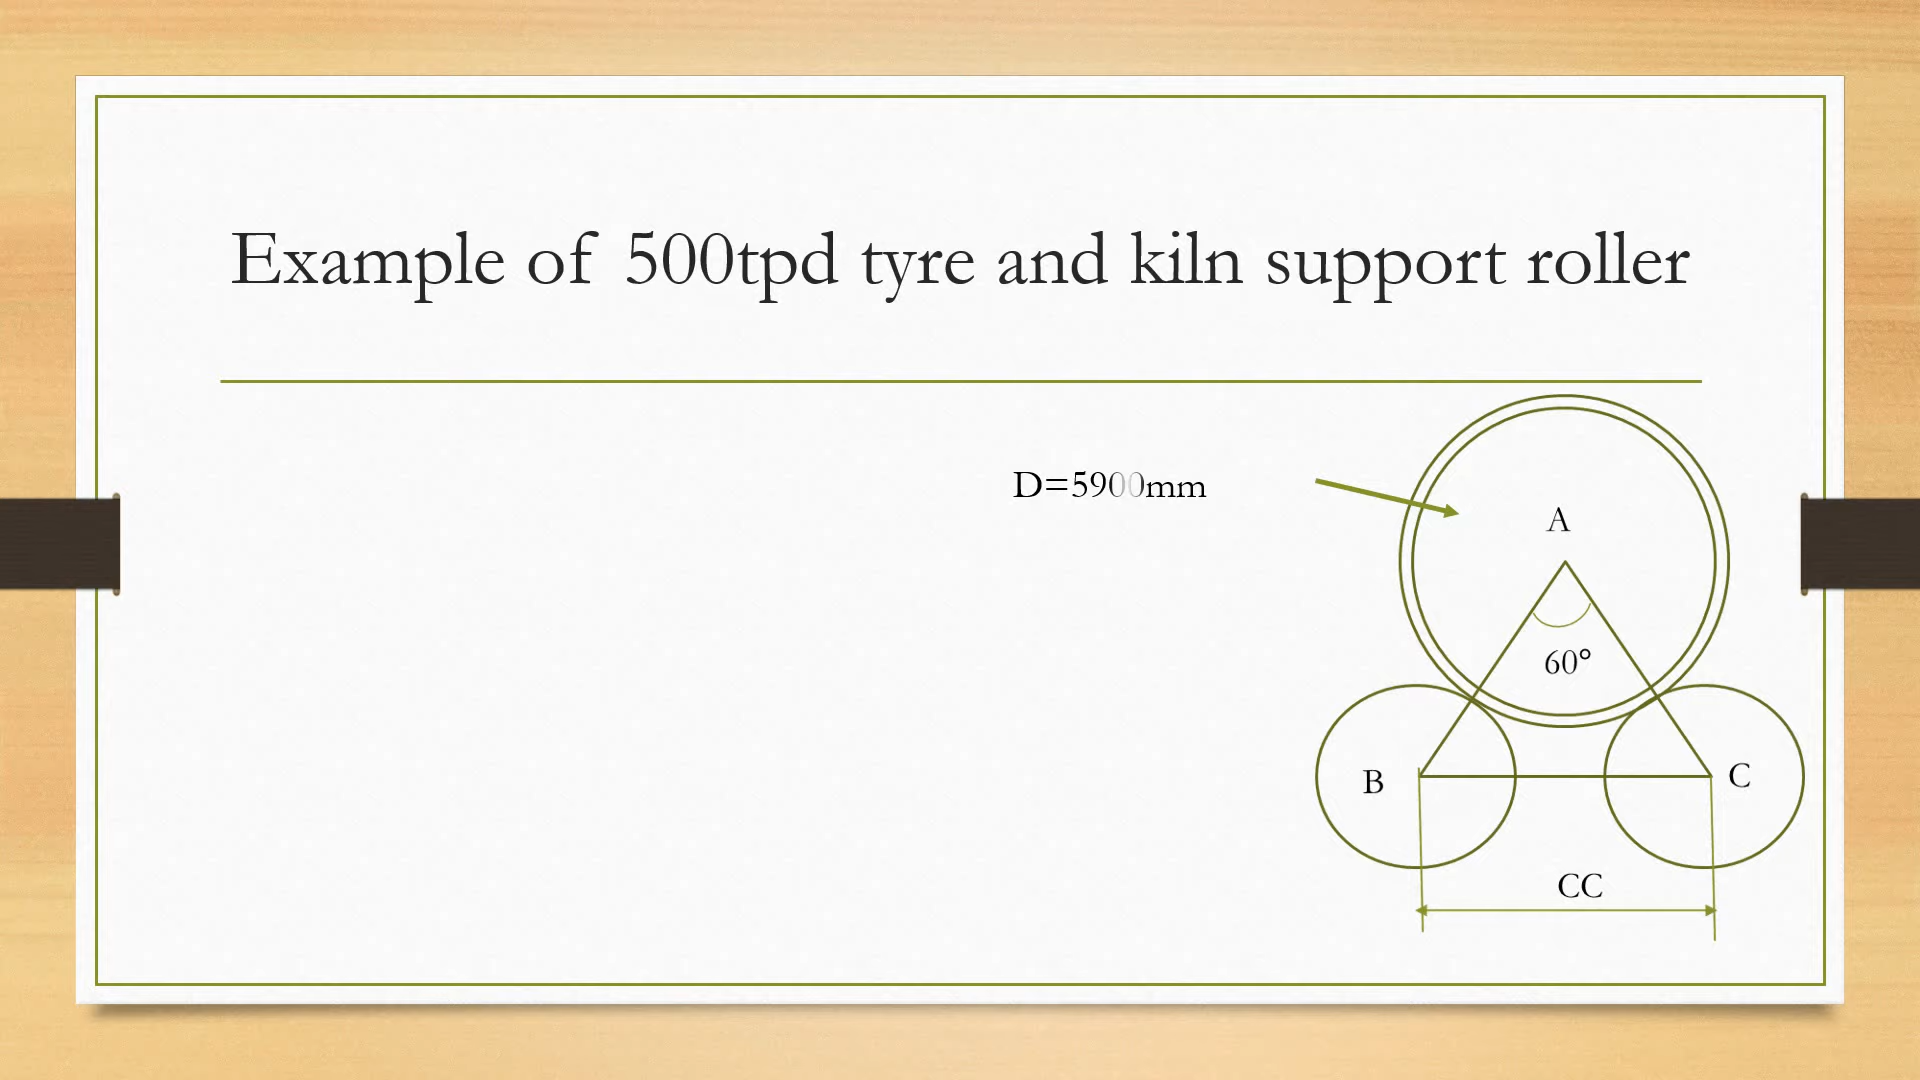 Example of 500tpd tyre and kiln support roller
D=5900mm
A
60°
B
C
CC